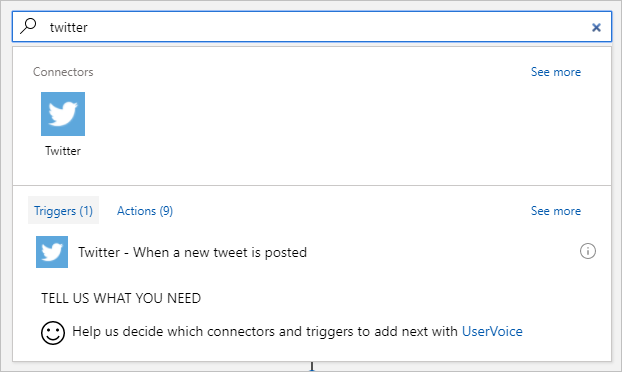 twitter
Connectors See more
Twitter
Triggers (1) Actions (9) See more
Twitter - When a new tweet is posted
TELL US WHAT YOU NEED
Help us decide which connectors and triggers to add next with UserVoice